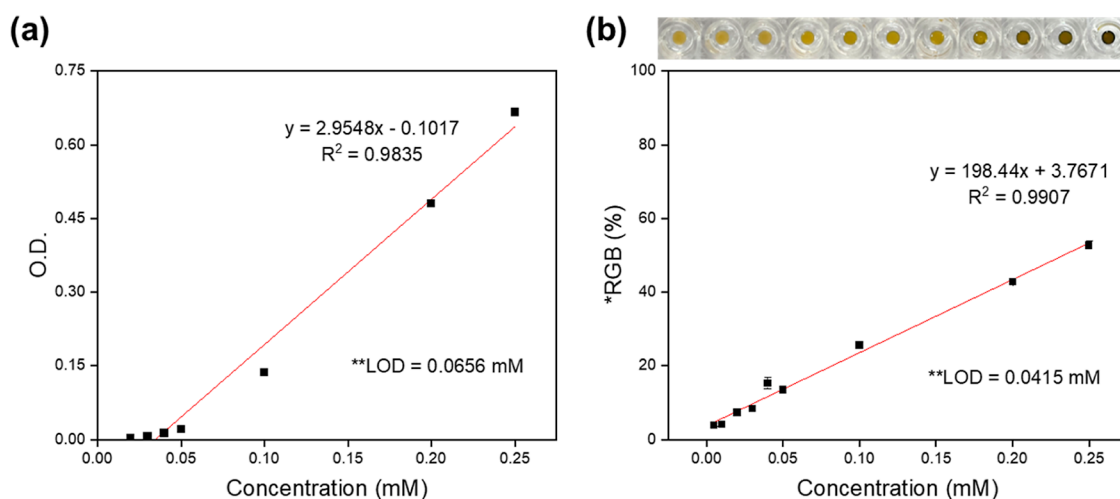 (a)
0.75
0.60
0.45
0.30
0.15
0.00
O.D.
y = 2.9548x - 0.1017
R² = 0.9835
**LOD = 0.0656 mM
0.00 0.05 0.10 0.15 0.20 0.25
Concentration (mM)
(b)
100
80
60
40
20
0
*RGB (%)
y = 198.44x + 3.7671
R² = 0.9907
**LOD = 0.0415 mM
0.00 0.05 0.10 0.15 0.20 0.25
Concentration (mM)